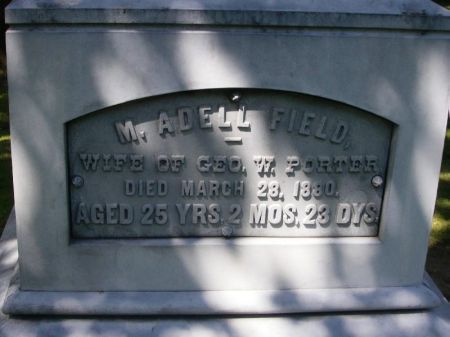 M. ADELL FIELD,
WIFE OF GEO. W. PORTER
DIED MARCH 28, 1880.
AGED 25 YRS. 2 MOS. 23 DYS.